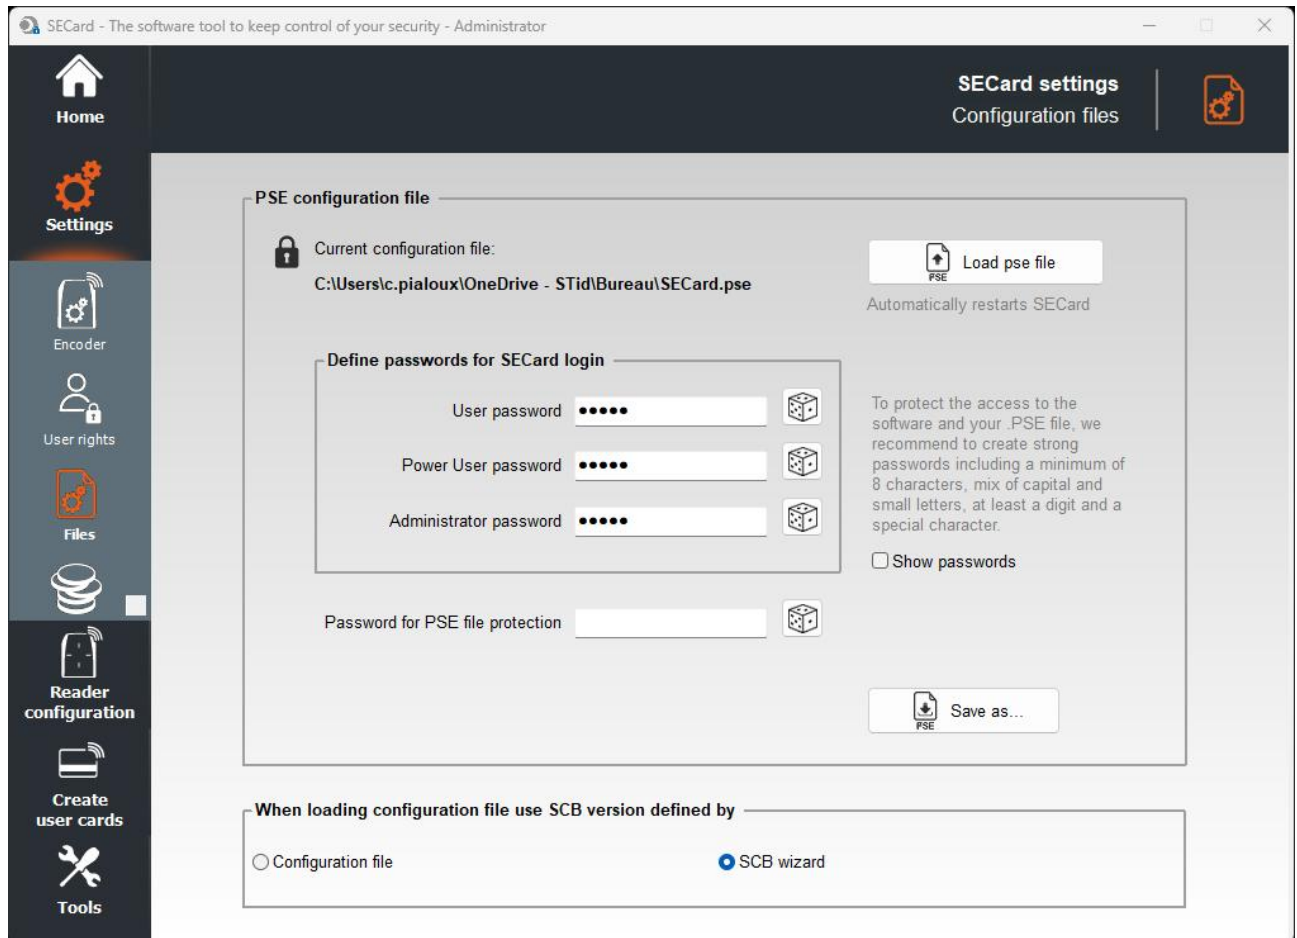 SECard - The software tool to keep control of your security - Administrator
Home
SECard settings
Configuration files
Settings
Encoder
User rights
Files
Reader
configuration
Create
user cards
Tools
PSE configuration file
Current configuration file:
C:\Users\c.pialoux\OneDrive - STid\Bureau\SECard.pse
PSE
Load pse file
Automatically restarts SECard
Define passwords for SECard login
User password
Power User password
Administrator password
To protect the access to the
software and your .PSE file, we
recommend to create strong
passwords including a minimum of
8 characters, mix of capital and
small letters, at least a digit and a
special character.
Show passwords
Password for PSE file protection
PSE
Save as...
When loading configuration file use SCB version defined by
Configuration file
SCB wizard